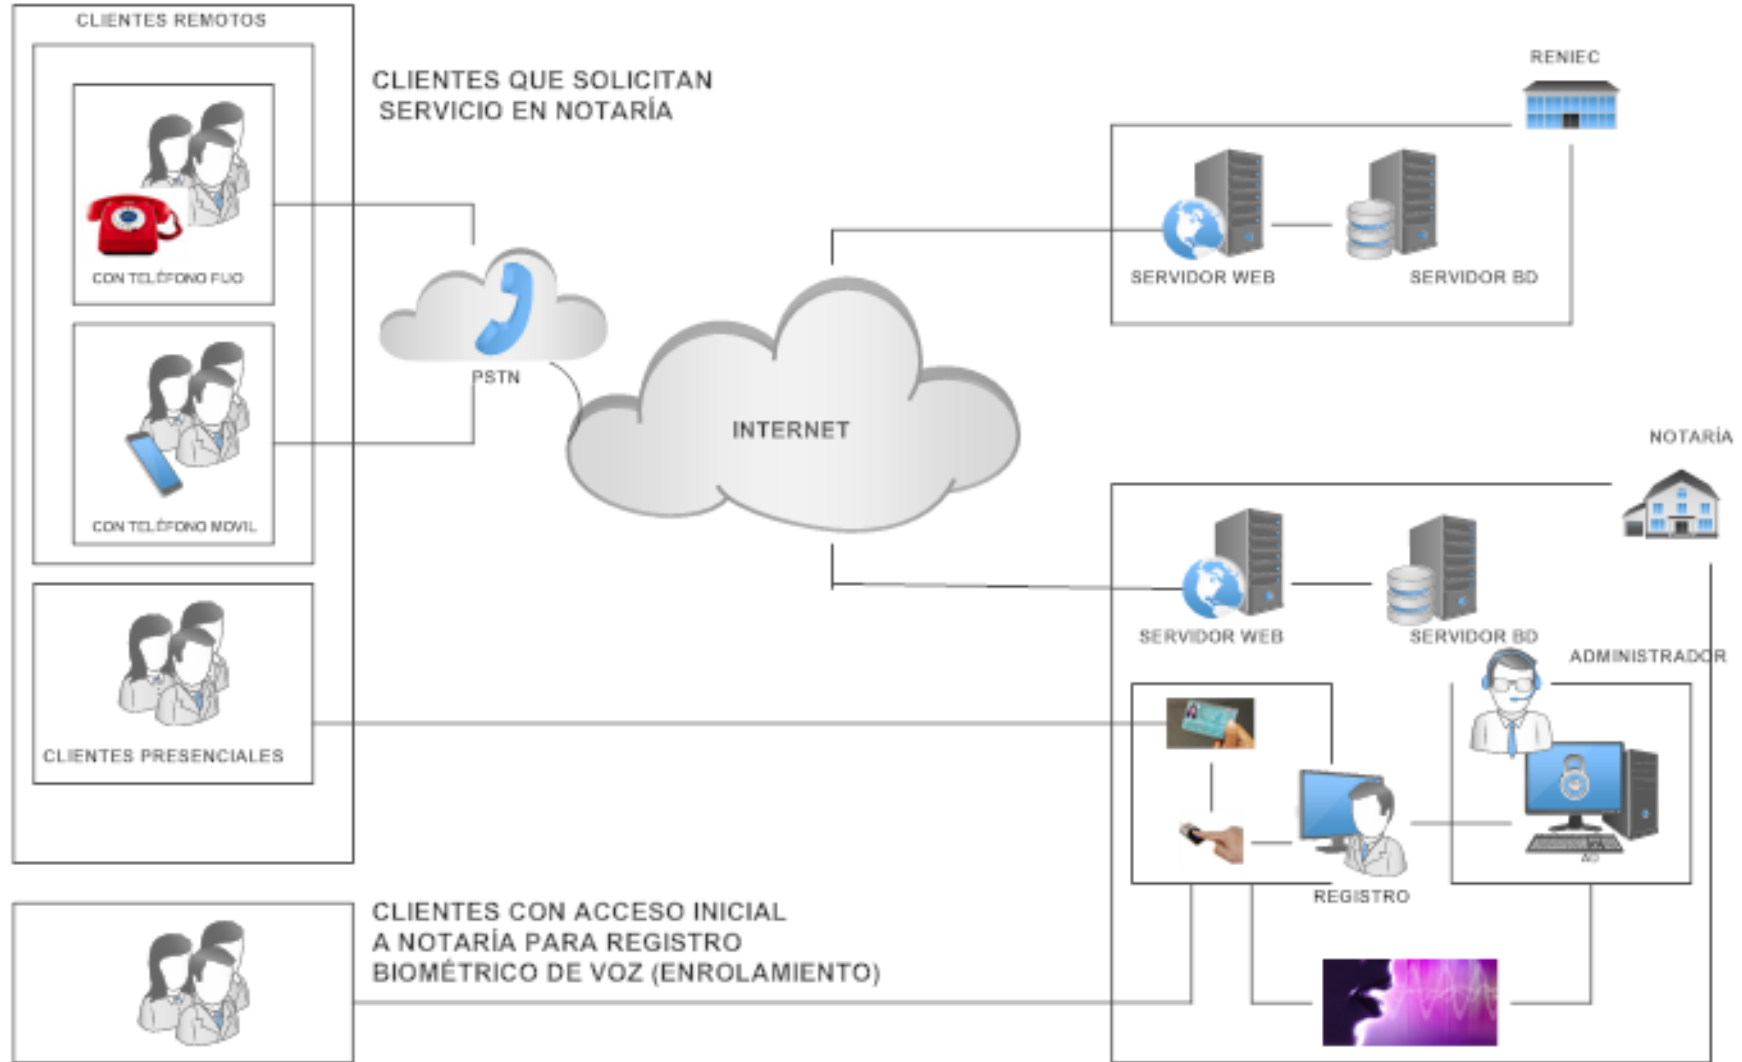 CLIENTES REMOTOS
CLIENTES QUE SOLICITAN
SERVICIO EN NOTARÍA
CON TELÉFONO FIJO
PSTN
CON TELÉFONO MOVIL
CLIENTES PRESENCIALES
INTERNET
RENIEC
SERVIDOR WEB
SERVIDOR BD
NOTARÍA
SERVIDOR WEB
SERVIDOR BD
ADMINISTRADOR
REGISTRO
CLIENTES CON ACCESO INICIAL
A NOTARÍA PARA REGISTRO
BIOMÉTRICO DE VOZ (ENROLAMIENTO)